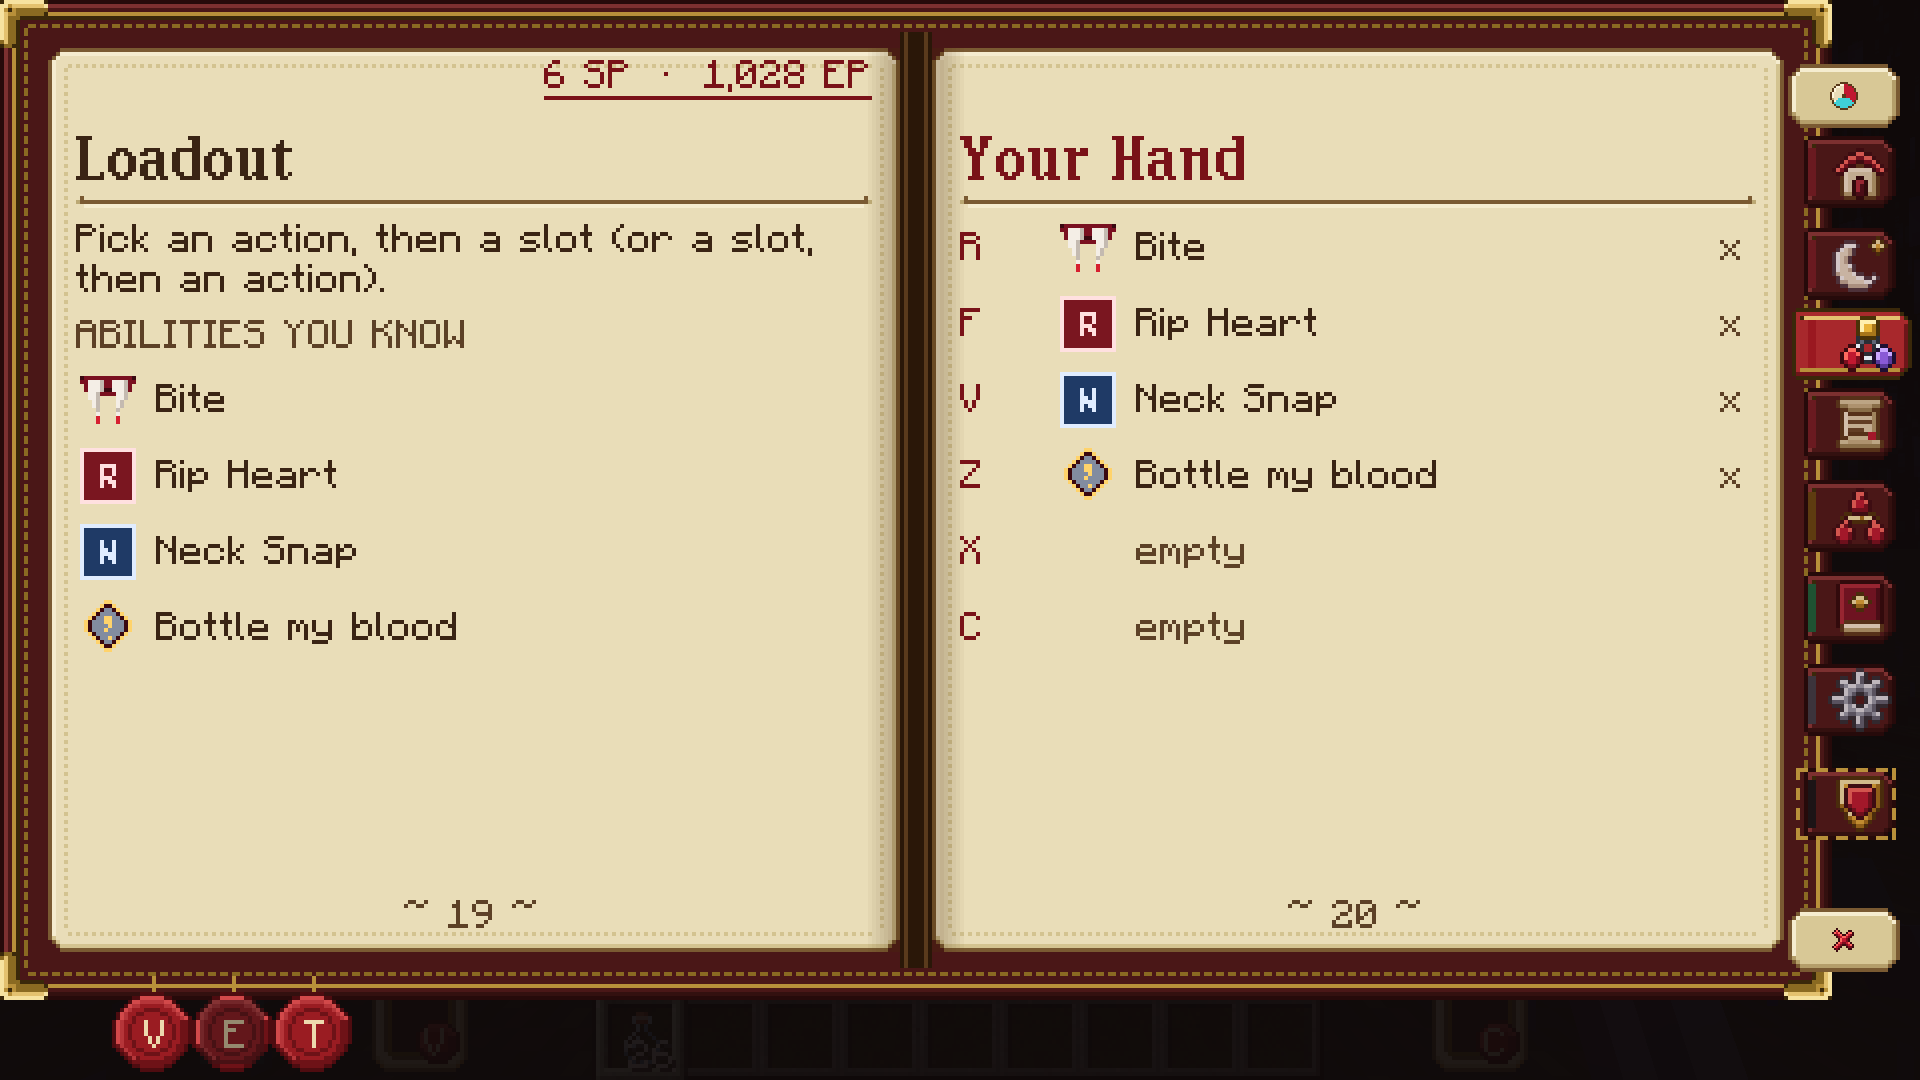 6 SP · 1,028 EP
Loadout
Pick an action, then a slot (or a slot,
then an action).
ABILITIES YOU KNOW
Bite
R Rip Heart
N Neck Snap
Bottle my blood
~ 19 ~
Your Hand
R Bite x
F R Rip Heart x
V N Neck Snap x
Z Bottle my blood x
X empty
C empty
~ 20 ~
V E T
V
26
C